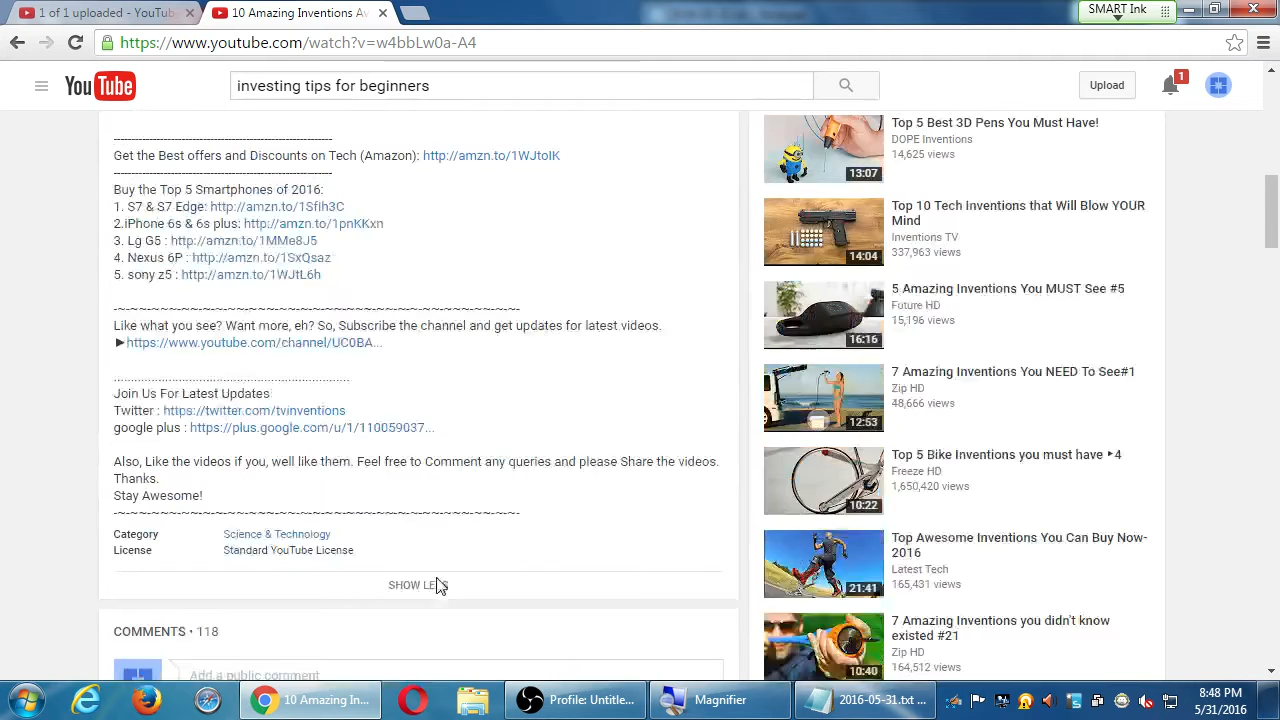 1 of 1 uploaded - YouTube
10 Amazing Inventions Av
SMART Ink
https://www.youtube.com/watch?v=w4bbLw0a-A4
YouTube
investing tips for beginners
Upload
1
----------------------------------------------------
Get the Best offers and Discounts on Tech (Amazon): http://amzn.to/1WJtoIK
----------------------------------------------------
Buy the Top 5 Smartphones of 2016:
1. S7 & S7 Edge: http://amzn.to/1SfIh3C
2.iPhone 6s & 6s plus: http://amzn.to/1pnKKxn
3. Lg G5 : http://amzn.to/1MMe8J5
4. Nexus 6P : http://amzn.to/1SxQsaz
5. sony z5 : http://amzn.to/1WJtL6h
~-~-~~-~~~-~~-~-~-~-~~-~~~-~~-~-~-~-~~-~~~-~~-~-
Like what you see? Want more, eh? So, Subscribe the channel and get updates for latest videos.
►https://www.youtube.com/channel/UC0BA...
.................................................................
Join Us For Latest Updates
Twitter : https://twitter.com/tvinventions
google plus : https://plus.google.com/u/1/110059037...
Also, Like the videos if you, well like them. Feel free to Comment any queries and please Share the videos.
Thanks.
Stay Awesome!
~-~-~~-~~~-~~-~-~-~-~~-~~~-~~-~-~-~-~~-~~~-~~-~-
Category Science & Technology
License Standard YouTube License
SHOW LESS
COMMENTS • 118
Add a public comment
Top 5 Best 3D Pens You Must Have!
DOPE Inventions
14,625 views
13:07
Top 10 Tech Inventions that Will Blow YOUR
Mind
Inventions TV
337,963 views
14:04
5 Amazing Inventions You MUST See #5
Future HD
15,196 views
16:16
7 Amazing Inventions You NEED To See#1
Zip HD
48,666 views
12:53
Top 5 Bike Inventions you must have ‣4
Freeze HD
1,650,420 views
10:22
Top Awesome Inventions You Can Buy Now-
2016
Latest Tech
165,431 views
21:41
7 Amazing Inventions you didn't know
existed #21
Zip HD
164,512 views
10:40
10 Amazing In...
Profile: Untitle...
Magnifier
2016-05-31.txt ...
8:48 PM
5/31/2016